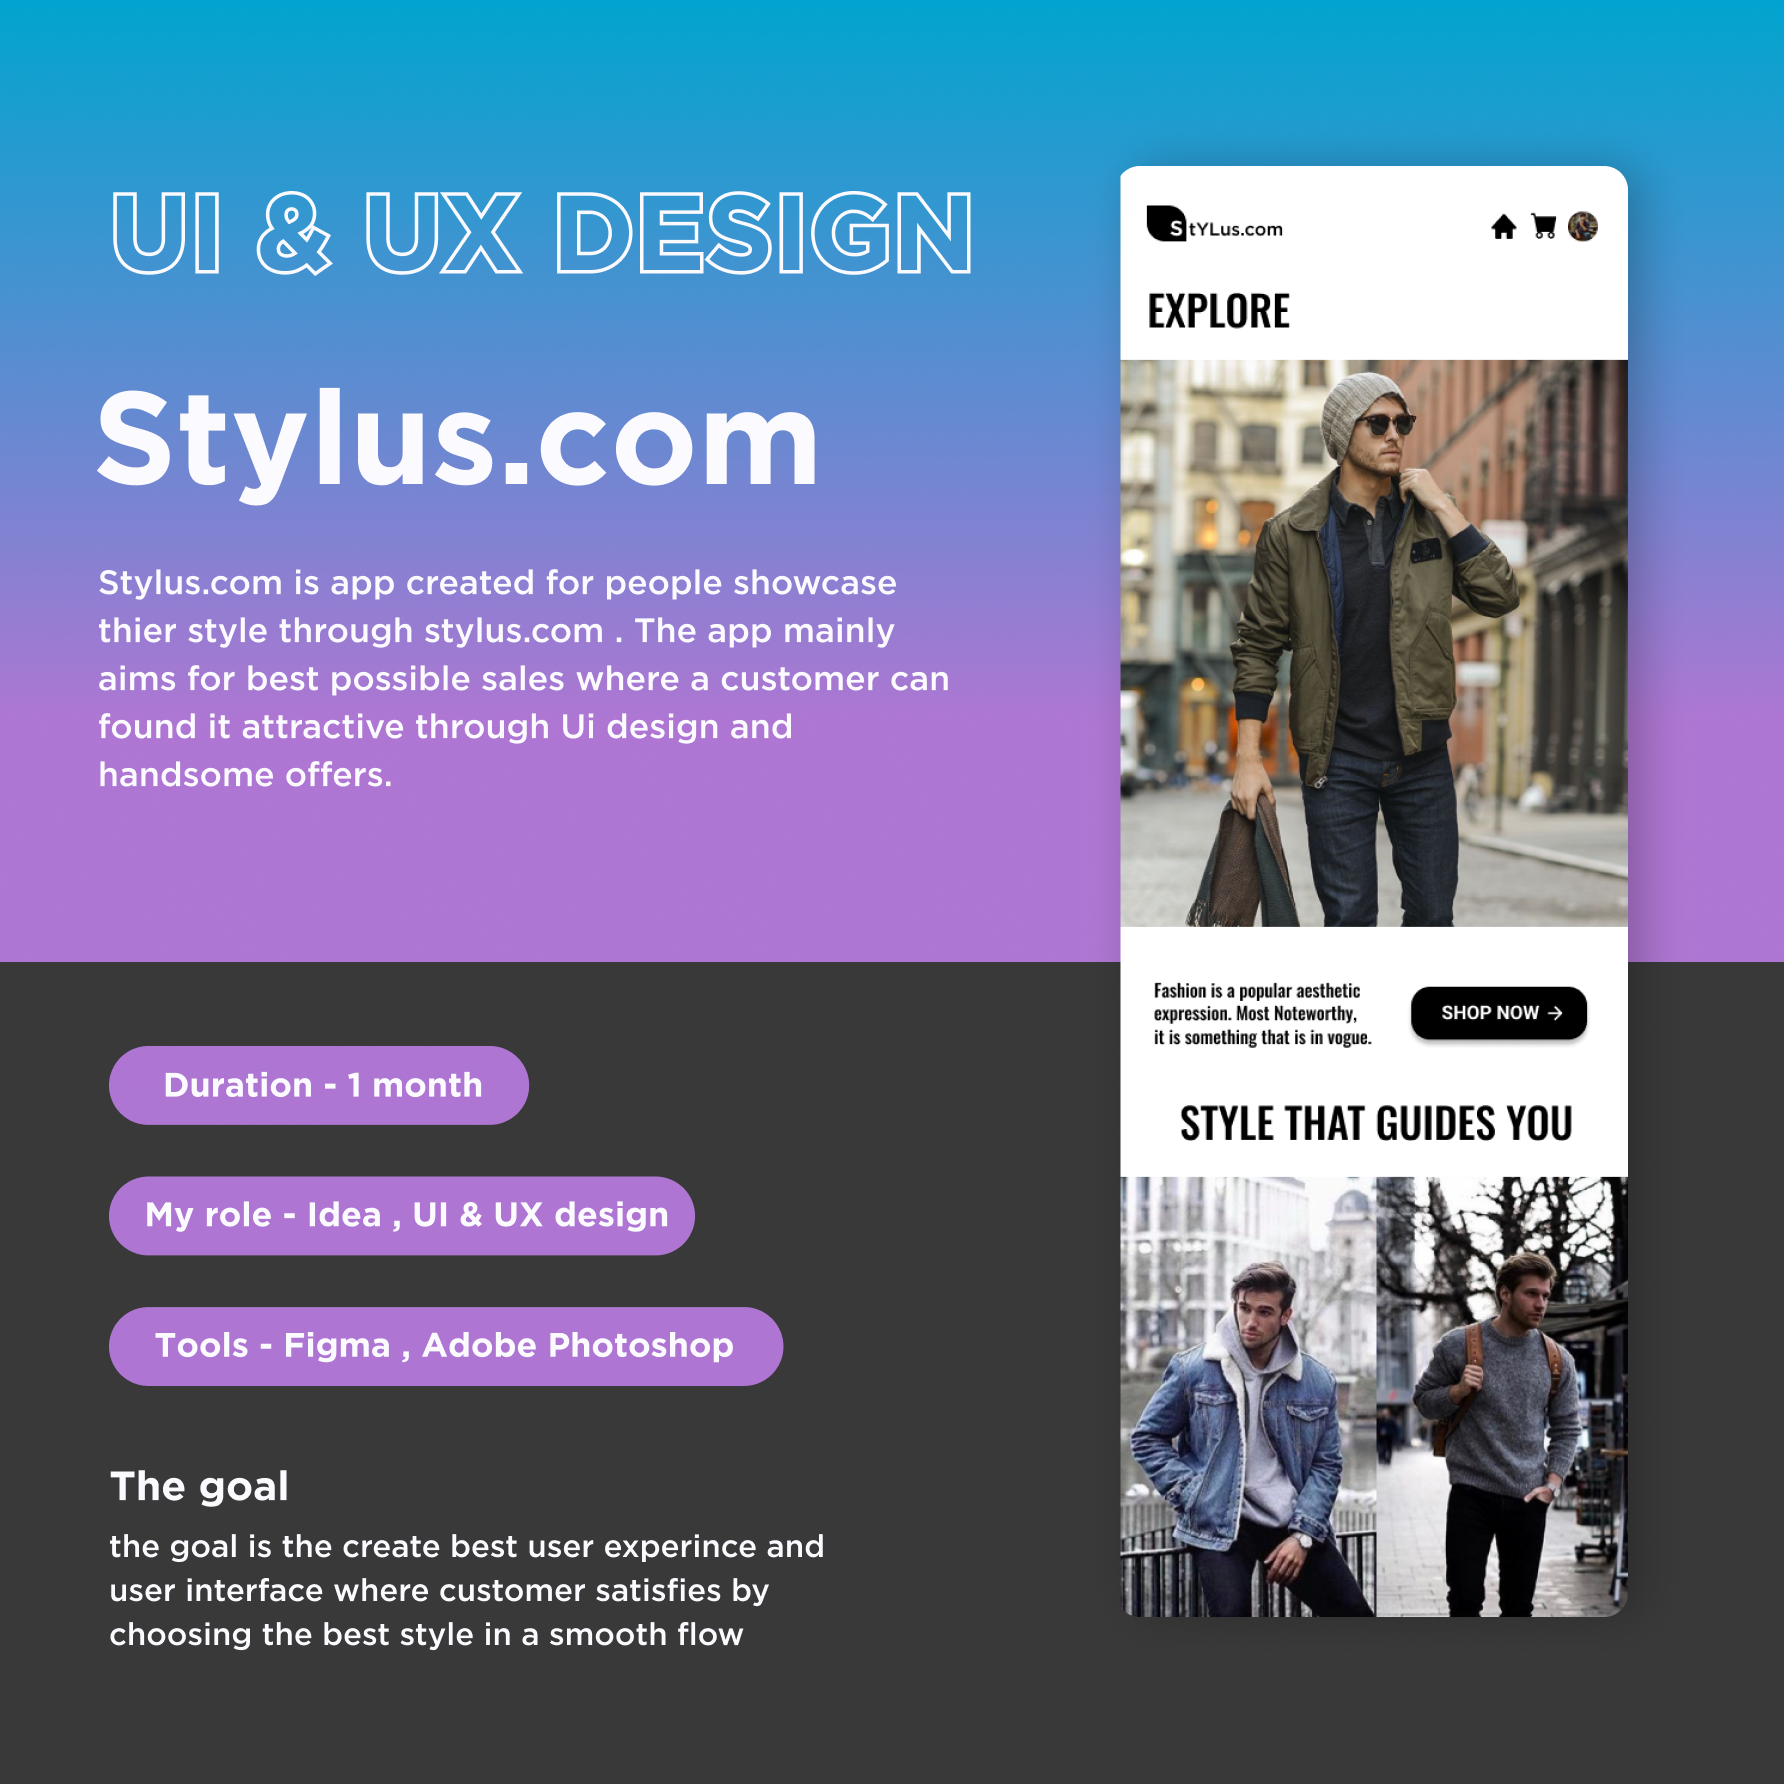 UI & UX DESIGN
Stylus.com
Stylus.com is app created for people showcase
thier style through stylus.com . The app mainly
aims for best possible sales where a customer can
found it attractive through Ui design and
handsome offers.
Duration - 1 month
My role - Idea , UI & UX design
Tools - Figma , Adobe Photoshop
The goal
the goal is the create best user experince and
user interface where customer satisfies by
choosing the best style in a smooth flow
StYLus.com
EXPLORE
Fashion is a popular aesthetic
expression. Most Noteworthy,
it is something that is in vogue.
SHOP NOW →
STYLE THAT GUIDES YOU